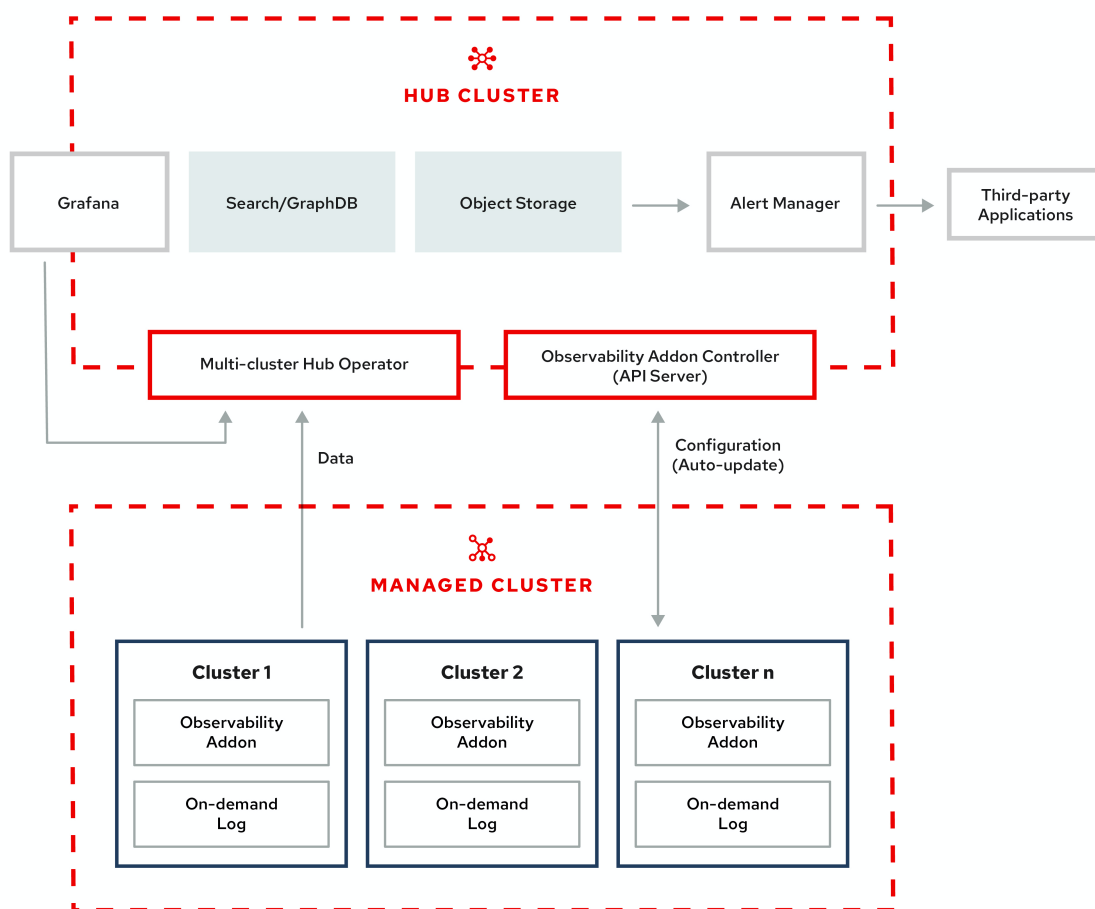 HUB CLUSTER
Grafana
Search/GraphDB
Object Storage
Alert Manager
Third-party
Applications
Multi-cluster Hub Operator
Observability Addon Controller
(API Server)
Data
Configuration
(Auto-update)
MANAGED CLUSTER
Cluster 1
Observability
Addon
On-demand
Log
Cluster 2
Observability
Addon
On-demand
Log
Cluster n
Observability
Addon
On-demand
Log